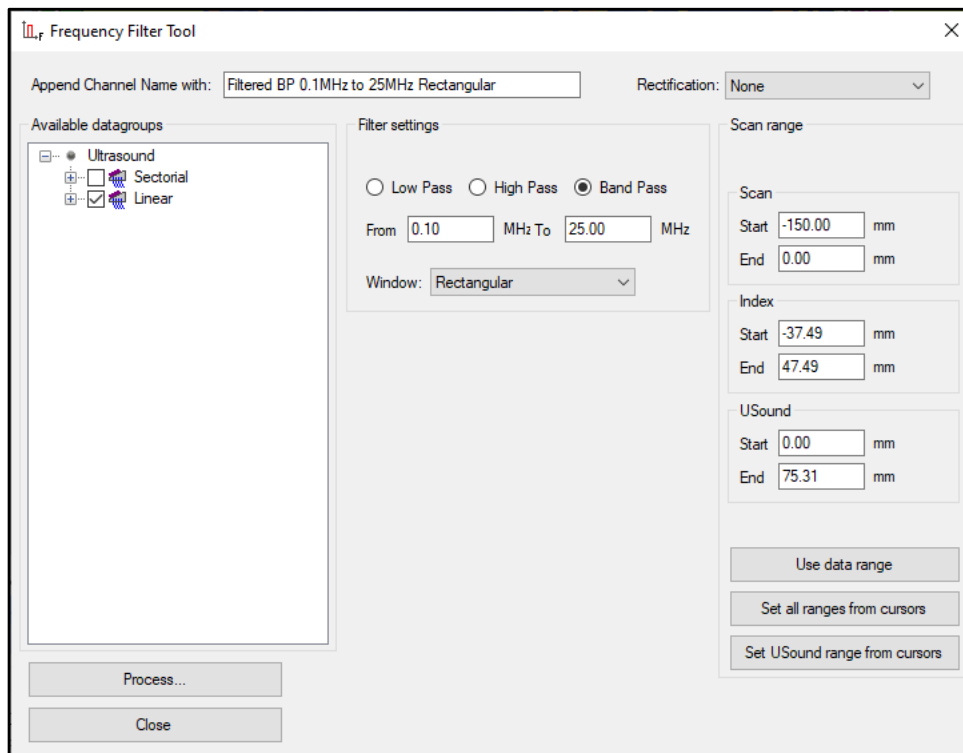 Frequency Filter Tool
Append Channel Name with: Filtered BP 0.1MHz to 25MHz Rectangular Rectification: None
Available datagroups
Ultrasound
Sectorial
Linear
Filter settings
Low Pass High Pass Band Pass
From 0.10 MHz To 25.00 MHz
Window: Rectangular
Scan range
Scan
Start -150.00 mm
End 0.00 mm
Index
Start -37.49 mm
End 47.49 mm
USound
Start 0.00 mm
End 75.31 mm
Use data range
Set all ranges from cursors
Set USound range from cursors
Process...
Close